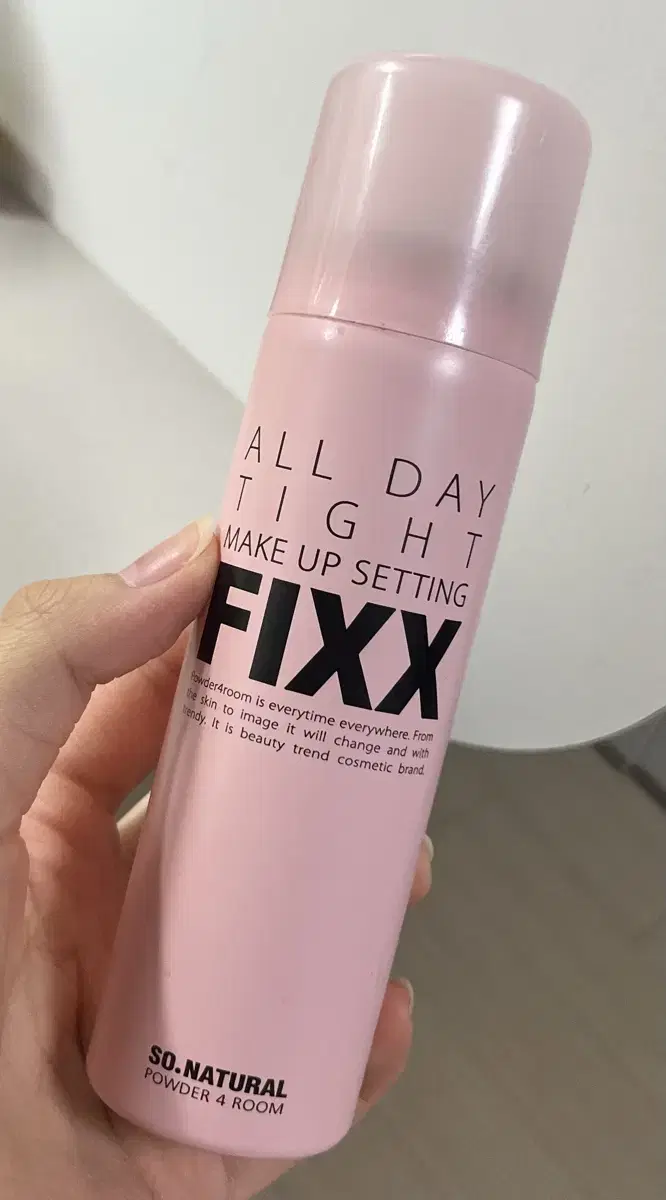 ALL DAY
TIGHT
MAKE UP SETTING
FIXX
Powder4room is everytime everywhere. From
the skin to image it will change and with
trendy. It is beauty trend cosmetic brand.
SO.NATURAL
POWDER 4 ROOM